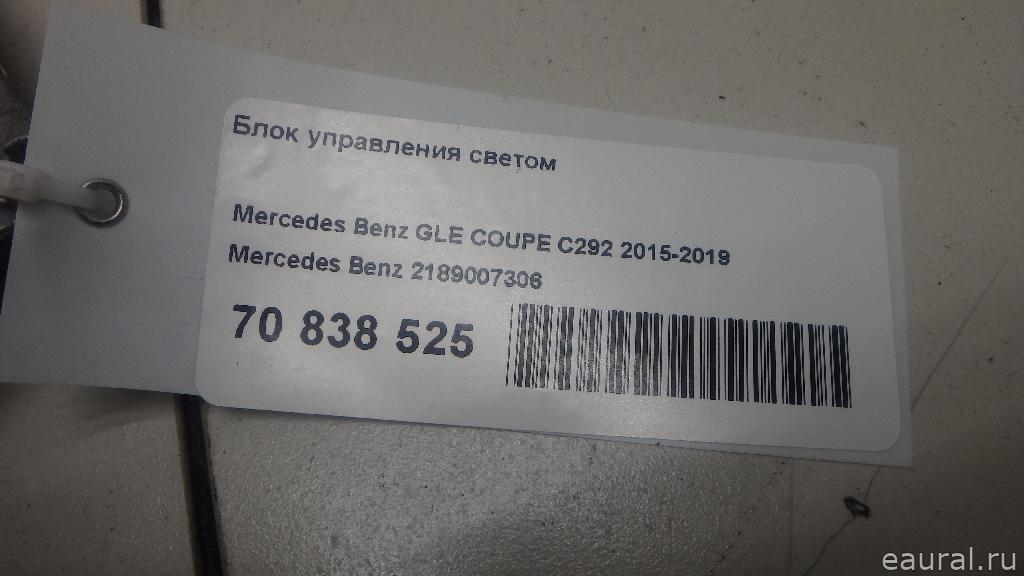 Блок управления светом
Mercedes Benz GLE COUPE C292 2015-2019
Mercedes Benz 2189007306
70 838 525
eaural.ru